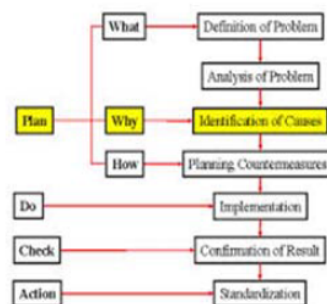 What Definition of Problem
Analysis of Problem
Plan Why Identification of Causes
How Planning Countermeasures
Do Implementation
Check Confirmation of Result
Action Standardization